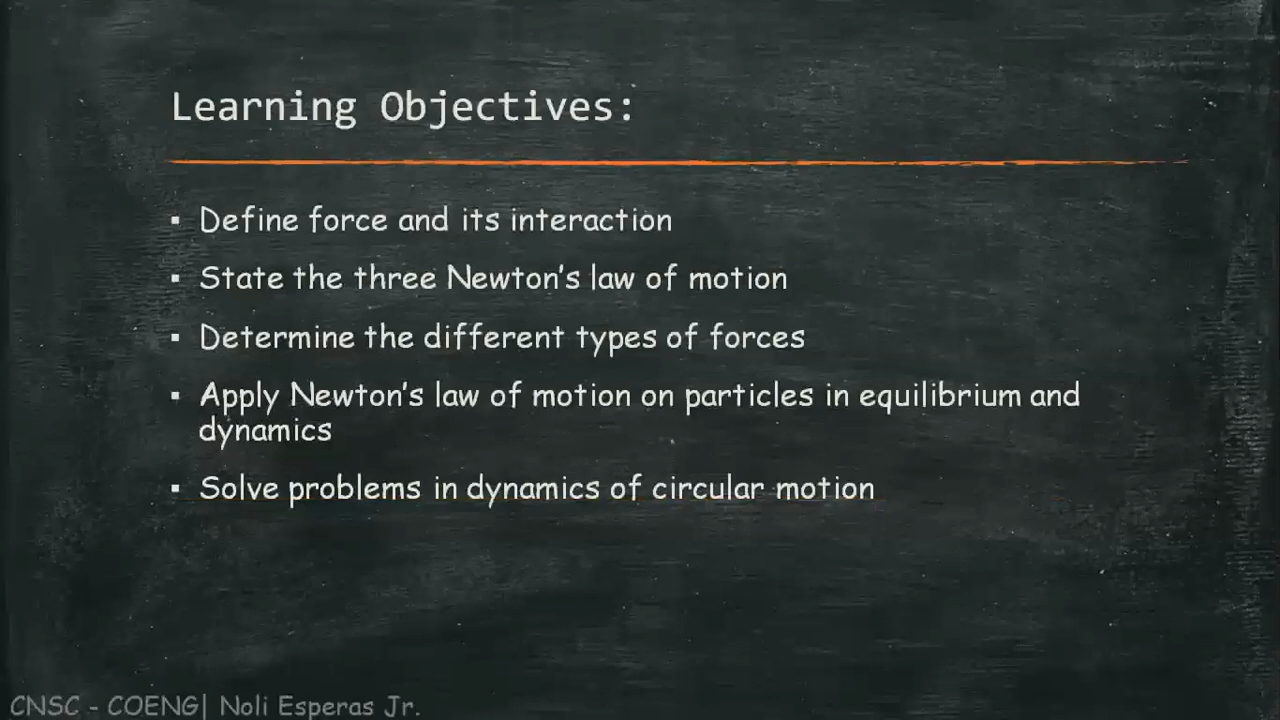 Learning Objectives:
▪ Define force and its interaction
▪ State the three Newton's law of motion
▪ Determine the different types of forces
▪ Apply Newton's law of motion on particles in equilibrium and
dynamics
▪ Solve problems in dynamics of circular motion
CNSC - COENG| Noli Esperas Jr.